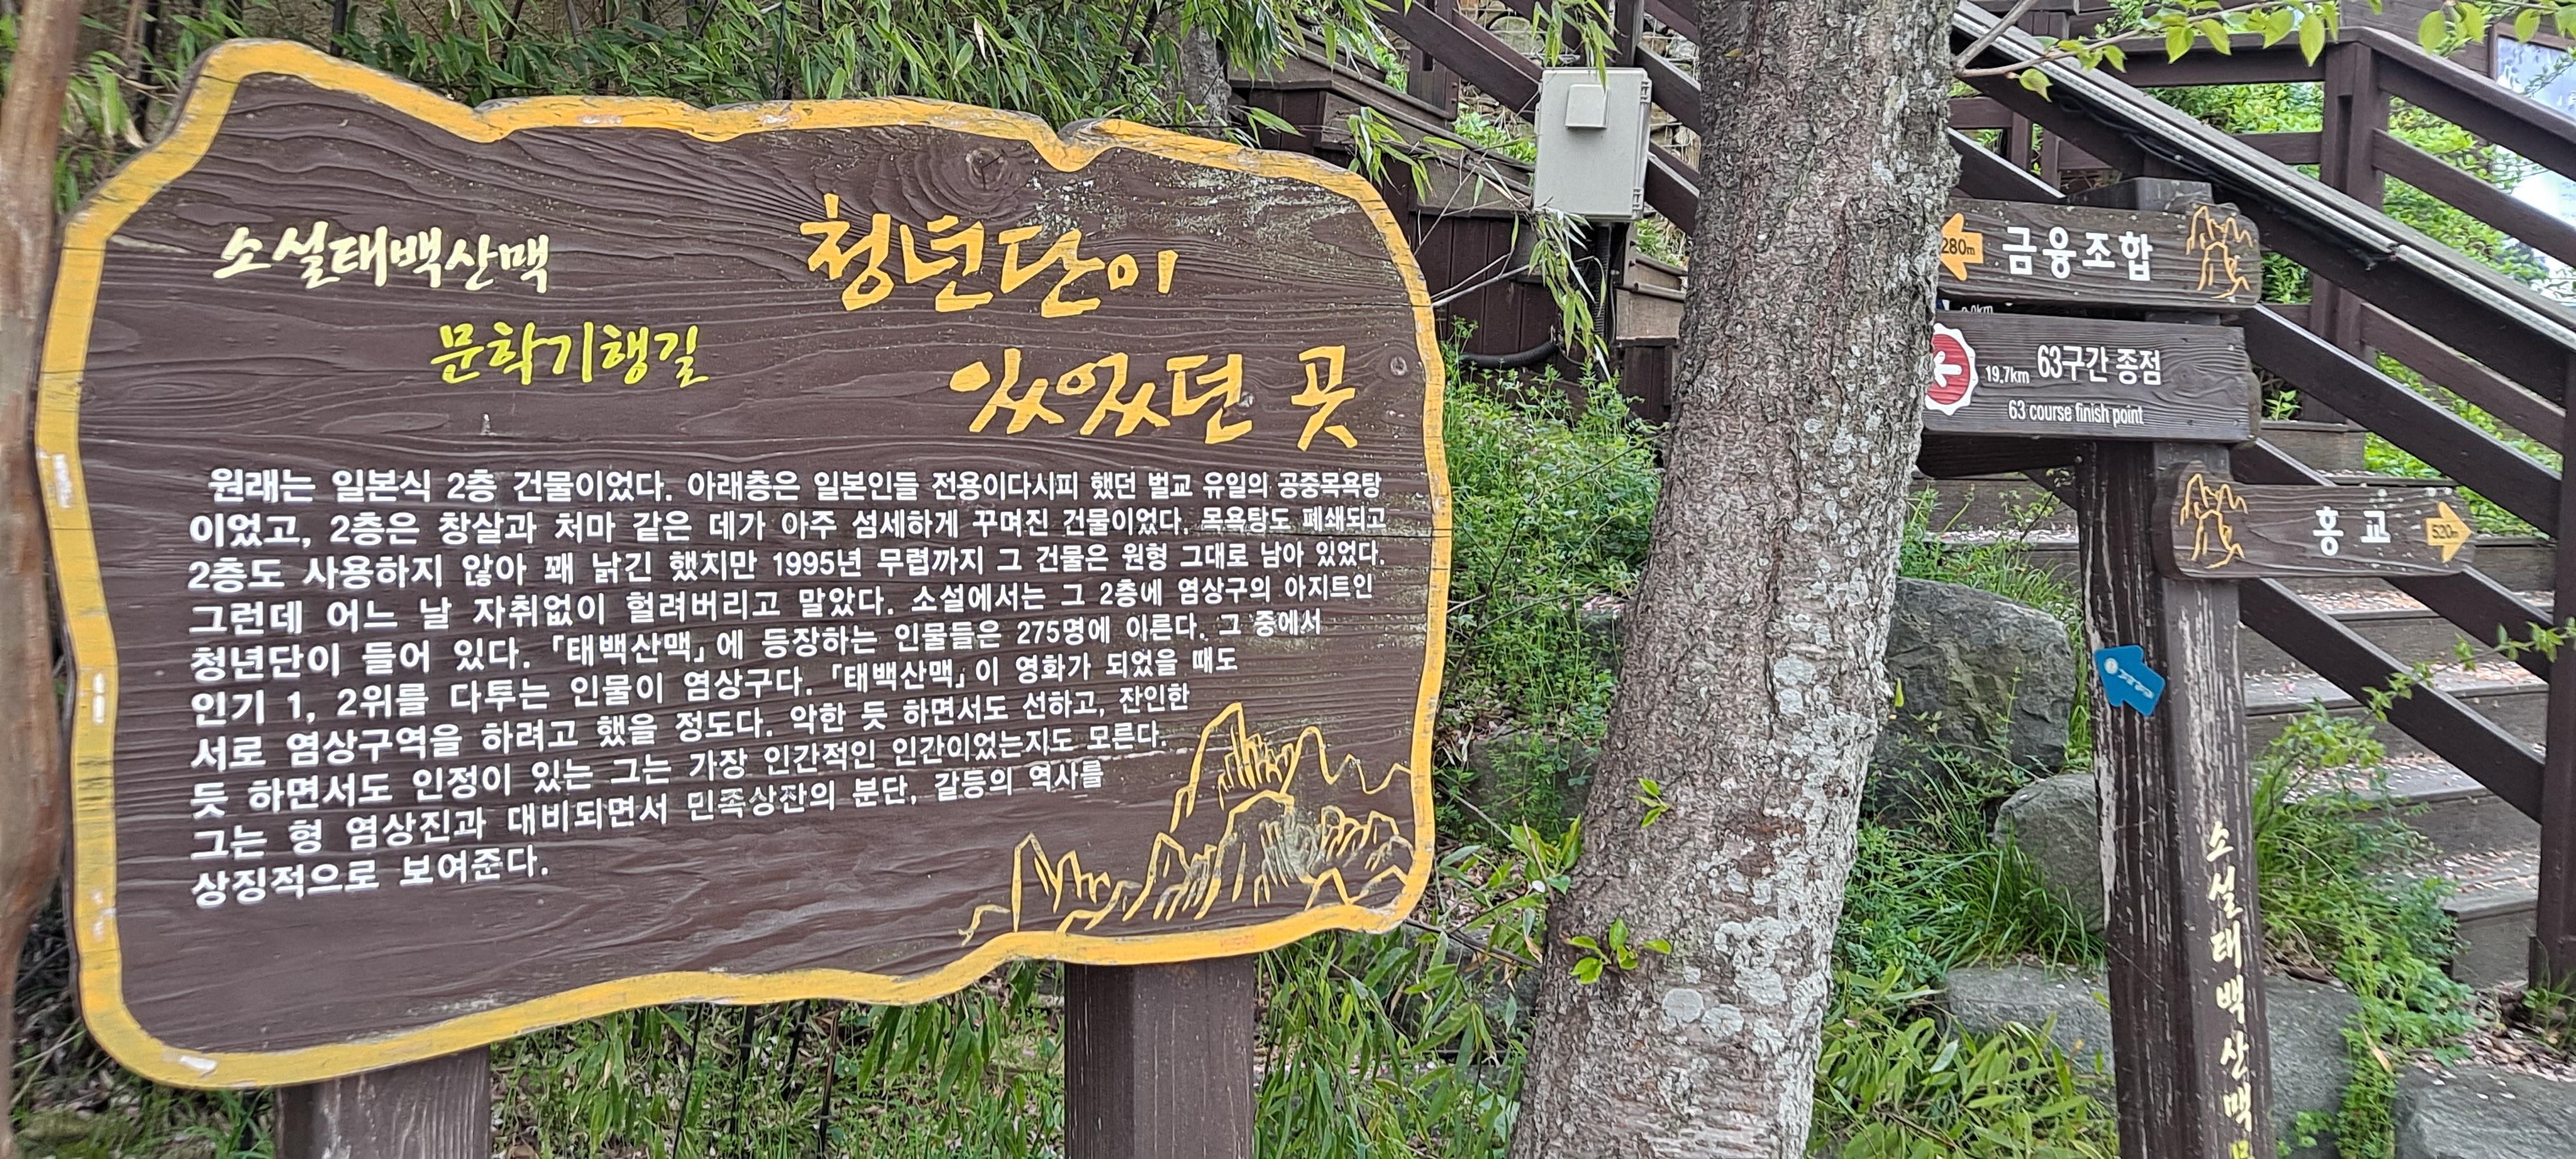 소설태백산맥
문학기행길
청년단이
있었던 곳
원래는 일본식 2층 건물이었다. 아래층은 일본인들 전용이다시피 했던 벌교 유일의 공중목욕탕
이었고, 2층은 창살과 처마 같은 데가 아주 섬세하게 꾸며진 건물이었다. 목욕탕도 폐쇄되고
2층도 사용하지 않아 꽤 낡긴 했지만 1995년 무렵까지 그 건물은 원형 그대로 남아 있었다.
그런데 어느 날 자취없이 헐려버리고 말았다. 소설에서는 그 2층에 염상구의 아지트인
청년단이 들어 있다. 「태백산맥」에 등장하는 인물들은 275명에 이른다. 그 중에서
인기 1, 2위를 다투는 인물이 염상구다. 「태백산맥」이 영화가 되었을 때도
서로 염상구역을 하려고 했을 정도다. 악한 듯 하면서도 선하고, 잔인한
듯 하면서도 인정이 있는 그는 가장 인간적인 인간이었는지도 모른다.
그는 형 염상진과 대비되면서 민족상잔의 분단, 갈등의 역사를
상징적으로 보여준다.
280m 금융조합
19.7km 63구간 종점
63 course finish point
홍교 520m
소설태백산맥